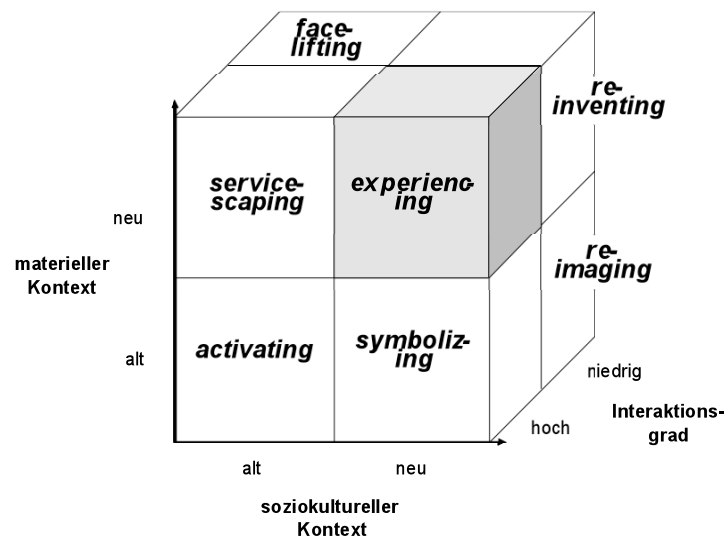 face-
lifting
re-
inventing
service-
scaping
experienc-
ing
neu
materieller
Kontext
re-
imaging
activating
symboliz-
ing
alt
niedrig
Interaktions-
grad
hoch
alt
neu
soziokultureller
Kontext